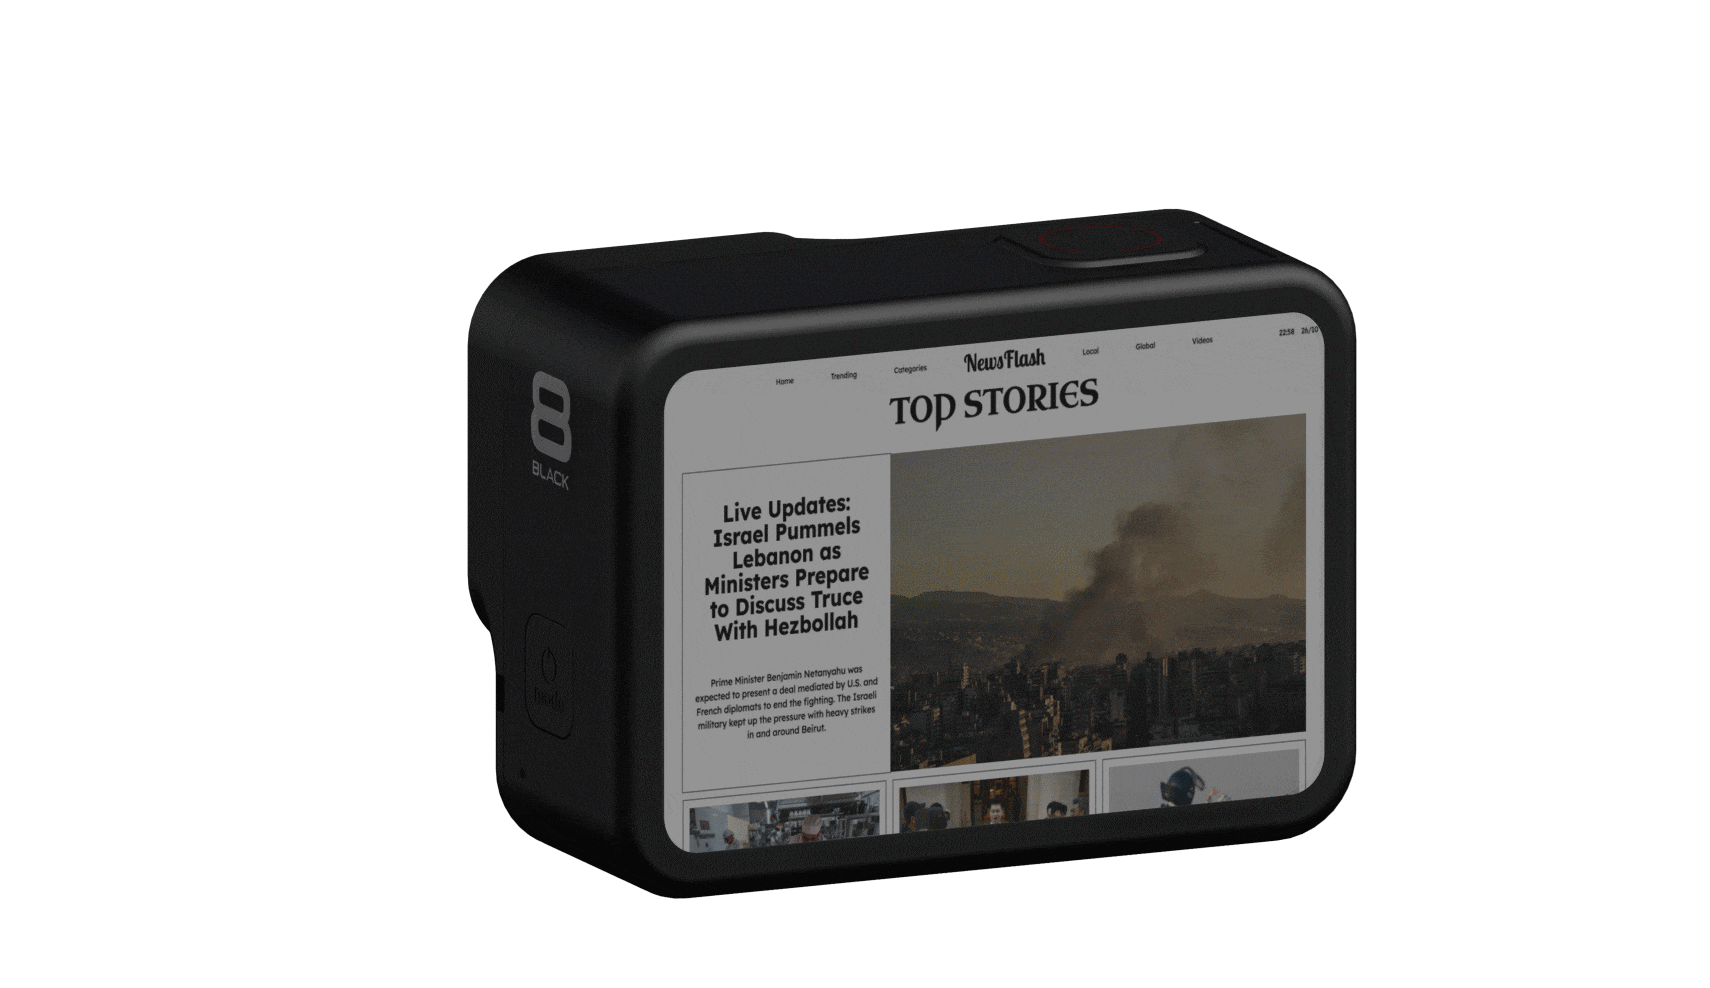 8
BLACK
mode
Home Trending Categories NewsFlash Local Global Videos 22:58 26/10
TOP STORIES
Live Updates:
Israel Pummels
Lebanon as
Ministers Prepare
to Discuss Truce
With Hezbollah
Prime Minister Benjamin Netanyahu was
expected to present a deal mediated by U.S. and
French diplomats to end the fighting. The Israeli
military kept up the pressure with heavy strikes
in and around Beirut.